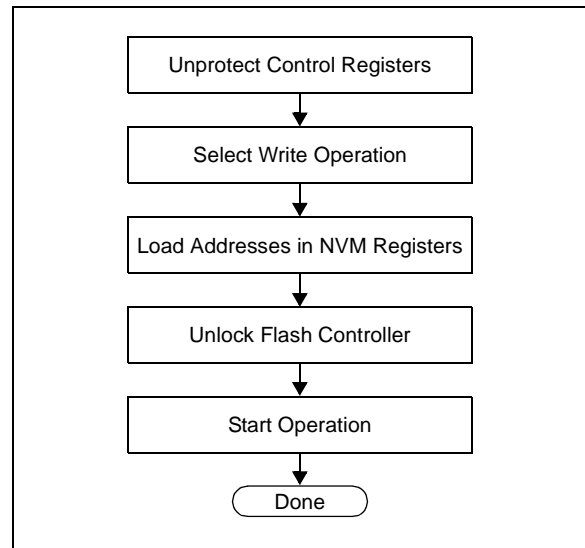 Unprotect Control Registers
Select Write Operation
Load Addresses in NVM Registers
Unlock Flash Controller
Start Operation
Done